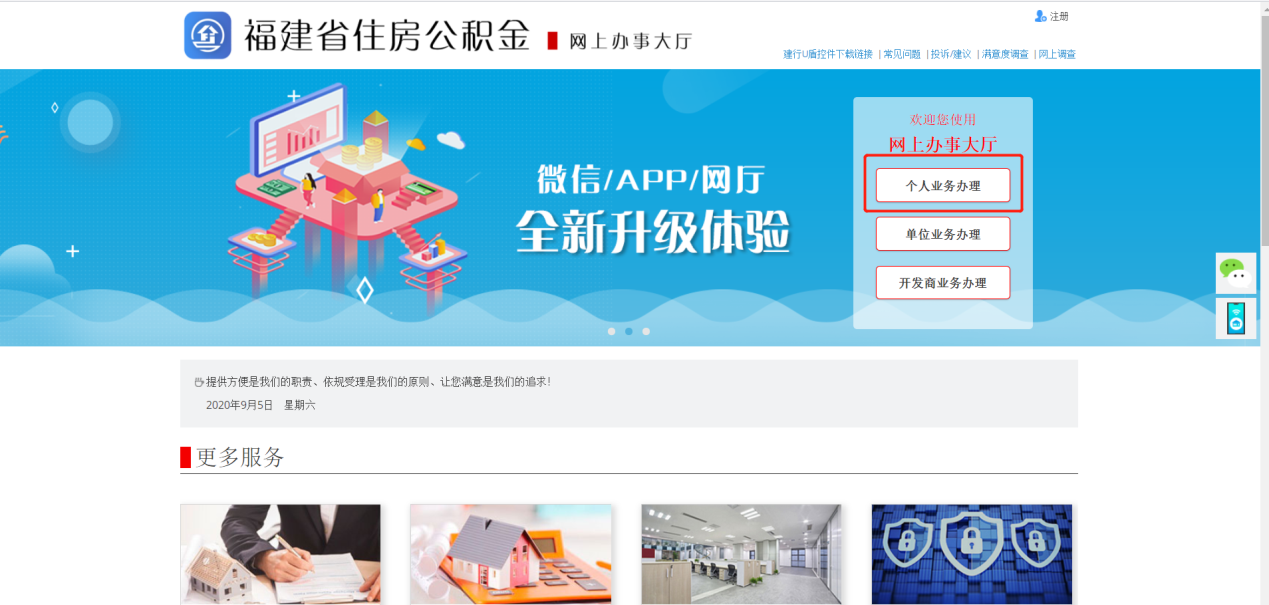 注册
福建省住房公积金 网上办事大厅
建行U盾控件下载链接 | 常见问题 | 投诉/建议 | 满意度调查 | 网上调查
欢迎您使用
网上办事大厅
微信/APP/网厅
全新升级体验
个人业务办理
单位业务办理
开发商业务办理
提供方便是我们的职责、依规受理是我们的原则、让您满意是我们的追求!
2020年9月5日 星期六
更多服务